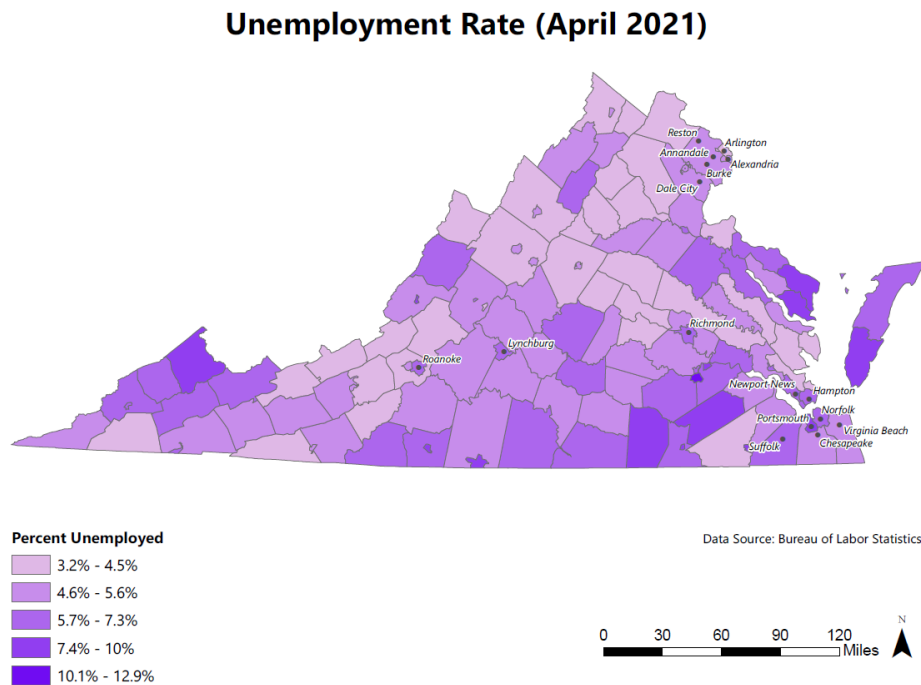 Unemployment Rate (April 2021)
Reston
Arlington
Annandale
Alexandria
Burke
Dale City
Richmond
Lynchburg
Roanoke
Newport News
Hampton
Norfolk
Portsmouth
Virginia Beach
Chesapeake
Suffolk
Percent Unemployed
3.2% - 4.5%
4.6% - 5.6%
5.7% - 7.3%
7.4% - 10%
10.1% - 12.9%
Data Source: Bureau of Labor Statistics
N
0 30 60 90 120
Miles